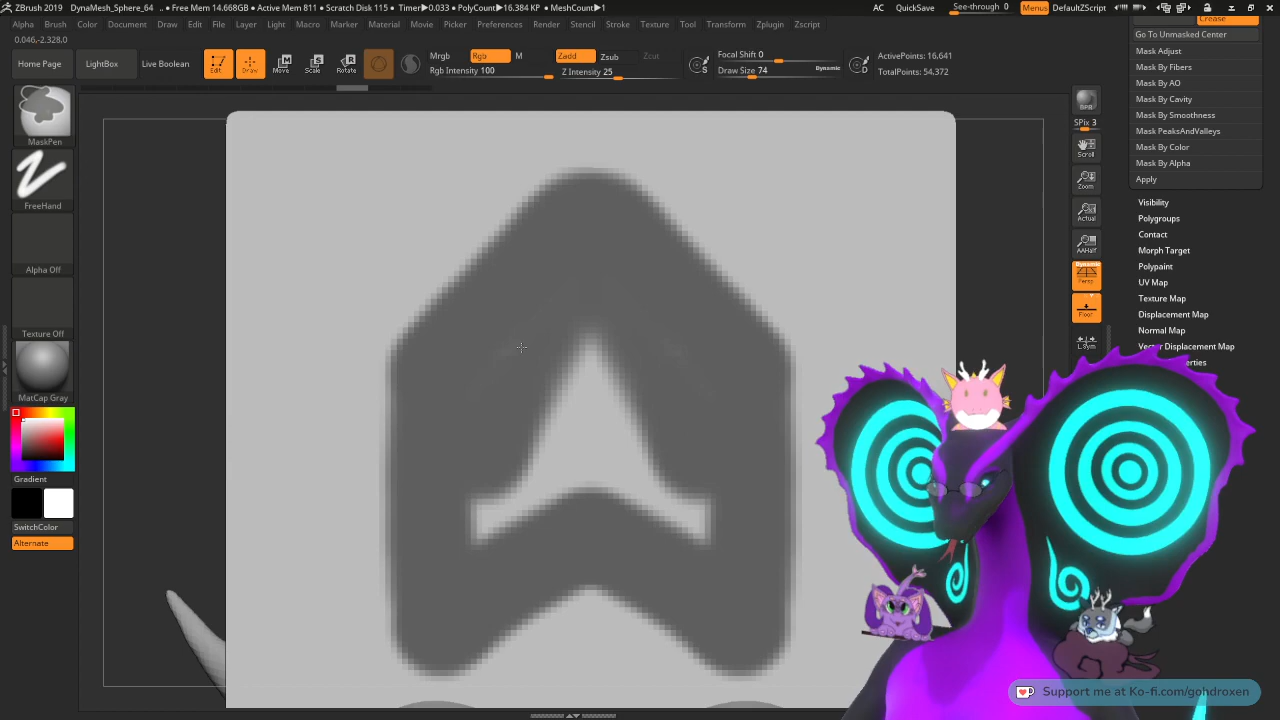 ZBrush 2019 DynaMesh_Sphere_64 .. • Free Mem 14.668GB • Active Mem 811 • Scratch Disk 115 • Timer▶0.033 • PolyCount▶16.384 KP • MeshCount▶1 AC QuickSave See-through 0 Menus DefaultZScript
Alpha Brush Color Document Draw Edit File Layer Light Macro Marker Material Movie Picker Preferences Render Stencil Stroke Texture Tool Transform Zplugin Zscript
0.046,-2.328,0
Home Page LightBox Live Boolean Edit Draw Move Scale Rotate
Mrgb Rgb M Zadd Zsub Zcut
Rgb Intensity 100 Z Intensity 25
Focal Shift 0
Draw Size 74 Dynamic
S D
ActivePoints: 16,641
TotalPoints: 54,372
MaskPen
FreeHand
Alpha Off
Texture Off
MatCap Gray
Gradient
SwitchColor
Alternate
BPR
SPix 3
Scroll
Zoom
Actual
AAHalf
Dynamic
Persp
Floor
L.Sym
Crease
Go To Unmasked Center
Mask Adjust
Mask By Fibers
Mask By AO
Mask By Cavity
Mask By Smoothness
Mask PeaksAndValleys
Mask By Color
Mask By Alpha
Apply
Visibility
Polygroups
Contact
Morph Target
Polypaint
UV Map
Texture Map
Displacement Map
Normal Map
Vector Displacement Map
Support me at Ko-fi.com/gohdroxen